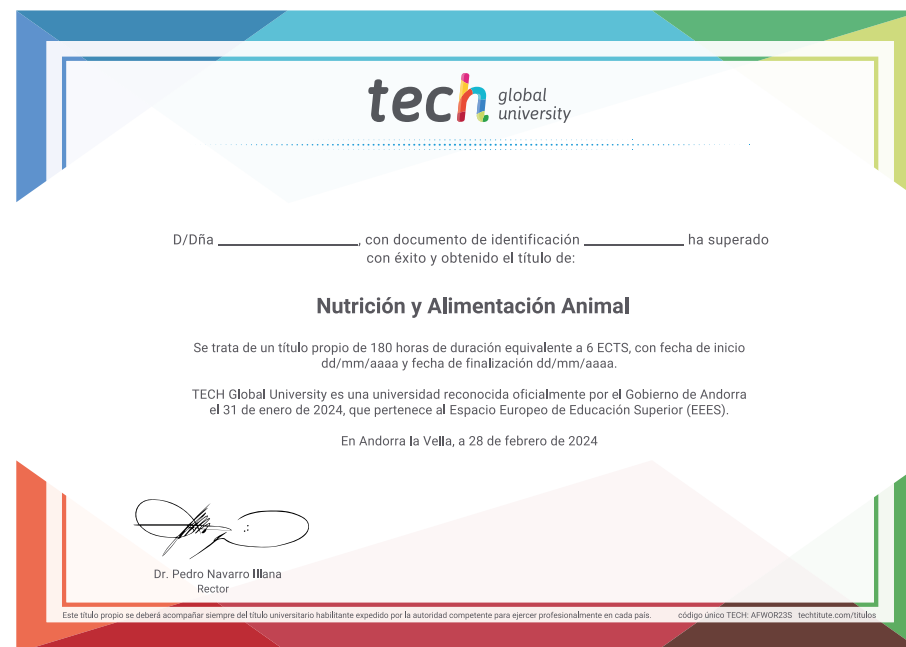 tech global university
D/Dña ____________________, con documento de identificación ______________ ha superado
con éxito y obtenido el título de:
Nutrición y Alimentación Animal
Se trata de un título propio de 180 horas de duración equivalente a 6 ECTS, con fecha de inicio
dd/mm/aaaa y fecha de finalización dd/mm/aaaa.
TECH Global University es una universidad reconocida oficialmente por el Gobierno de Andorra
el 31 de enero de 2024, que pertenece al Espacio Europeo de Educación Superior (EEES).
En Andorra la Vella, a 28 de febrero de 2024
Dr. Pedro Navarro Illana
Rector
Este título propio se deberá acompañar siempre del título universitario habilitante expedido por la autoridad competente para ejercer profesionalmente en cada país. código único TECH: AFWOR23S techtitute.com/titulos